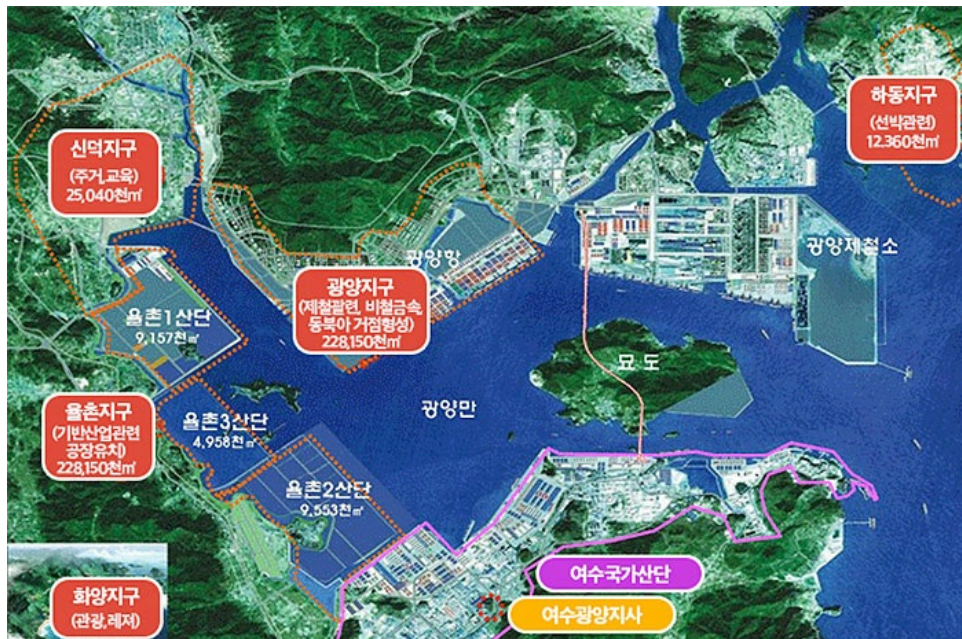 신덕지구
(주거,교육)
25,040천㎡
하동지구
(선박관련)
12.360천㎡
광양항
광양제철소
광양지구
(제철괄련, 비철금속,
동북아 거점형성)
228,150천㎡
율촌1산단
9,157천㎡
묘 도
율촌지구
(기반산업관련
공장유치)
228,150천㎡
율촌3산단
4,958천㎡
광양만
율촌2산단
9,553천㎡
여수국가산단
화양지구
(관광,레저)
여수광양지사